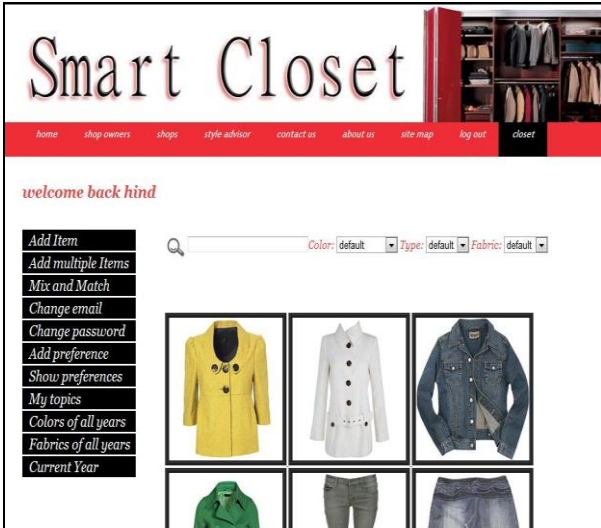 Smart Closet
home shop owners shops style advisor contact us about us site map log out closet
welcome back hind
Color: default Type: default Fabric: default
Add Item
Add multiple Items
Mix and Match
Change email
Change password
Add preference
Show preferences
My topics
Colors of all years
Fabrics of all years
Current Year